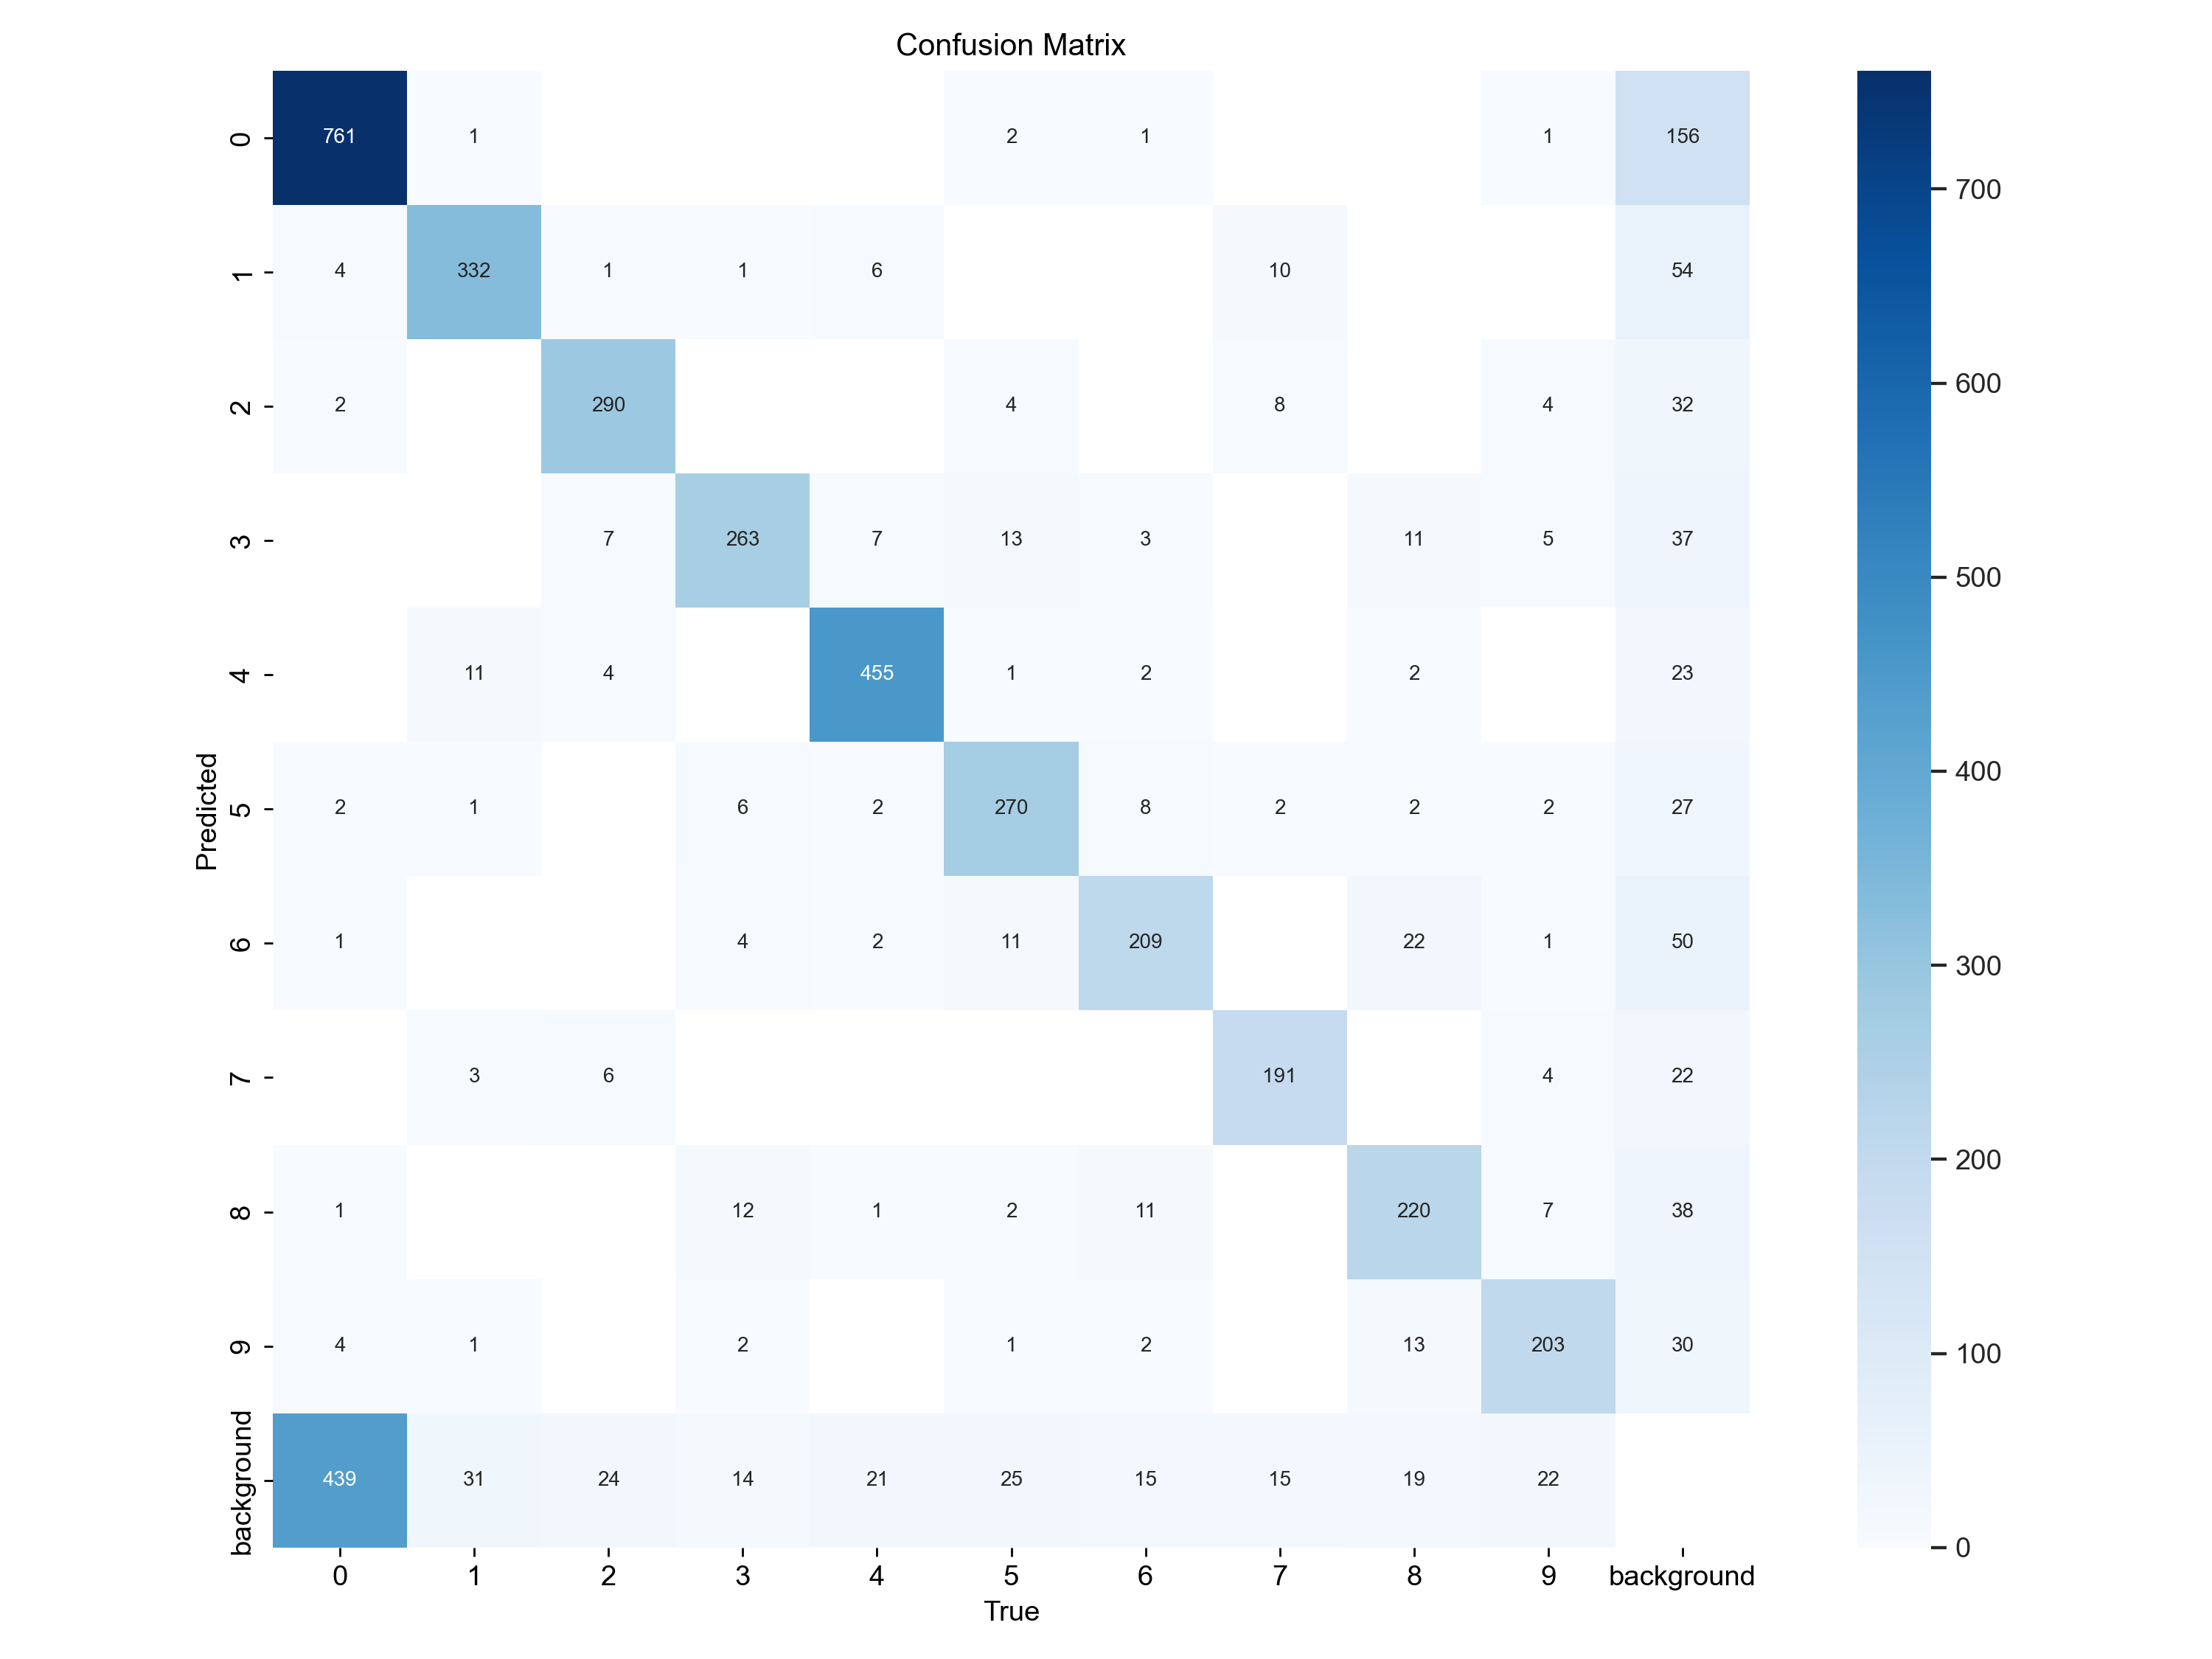 Confusion Matrix
0 761 1 2 1 1 156
1 4 332 1 1 6 10 54
2 2 290 4 8 4 32
3 7 263 7 13 3 11 5 37
4 11 4 455 1 2 2 23
5 2 1 6 2 270 8 2 2 2 27
6 1 4 2 11 209 22 1 50
7 3 6 191 4 22
8 1 12 1 2 11 220 7 38
9 4 1 2 1 2 13 203 30
background 439 31 24 14 21 25 15 15 19 22
0 1 2 3 4 5 6 7 8 9 background
True
Predicted
700
600
500
400
300
200
100
0